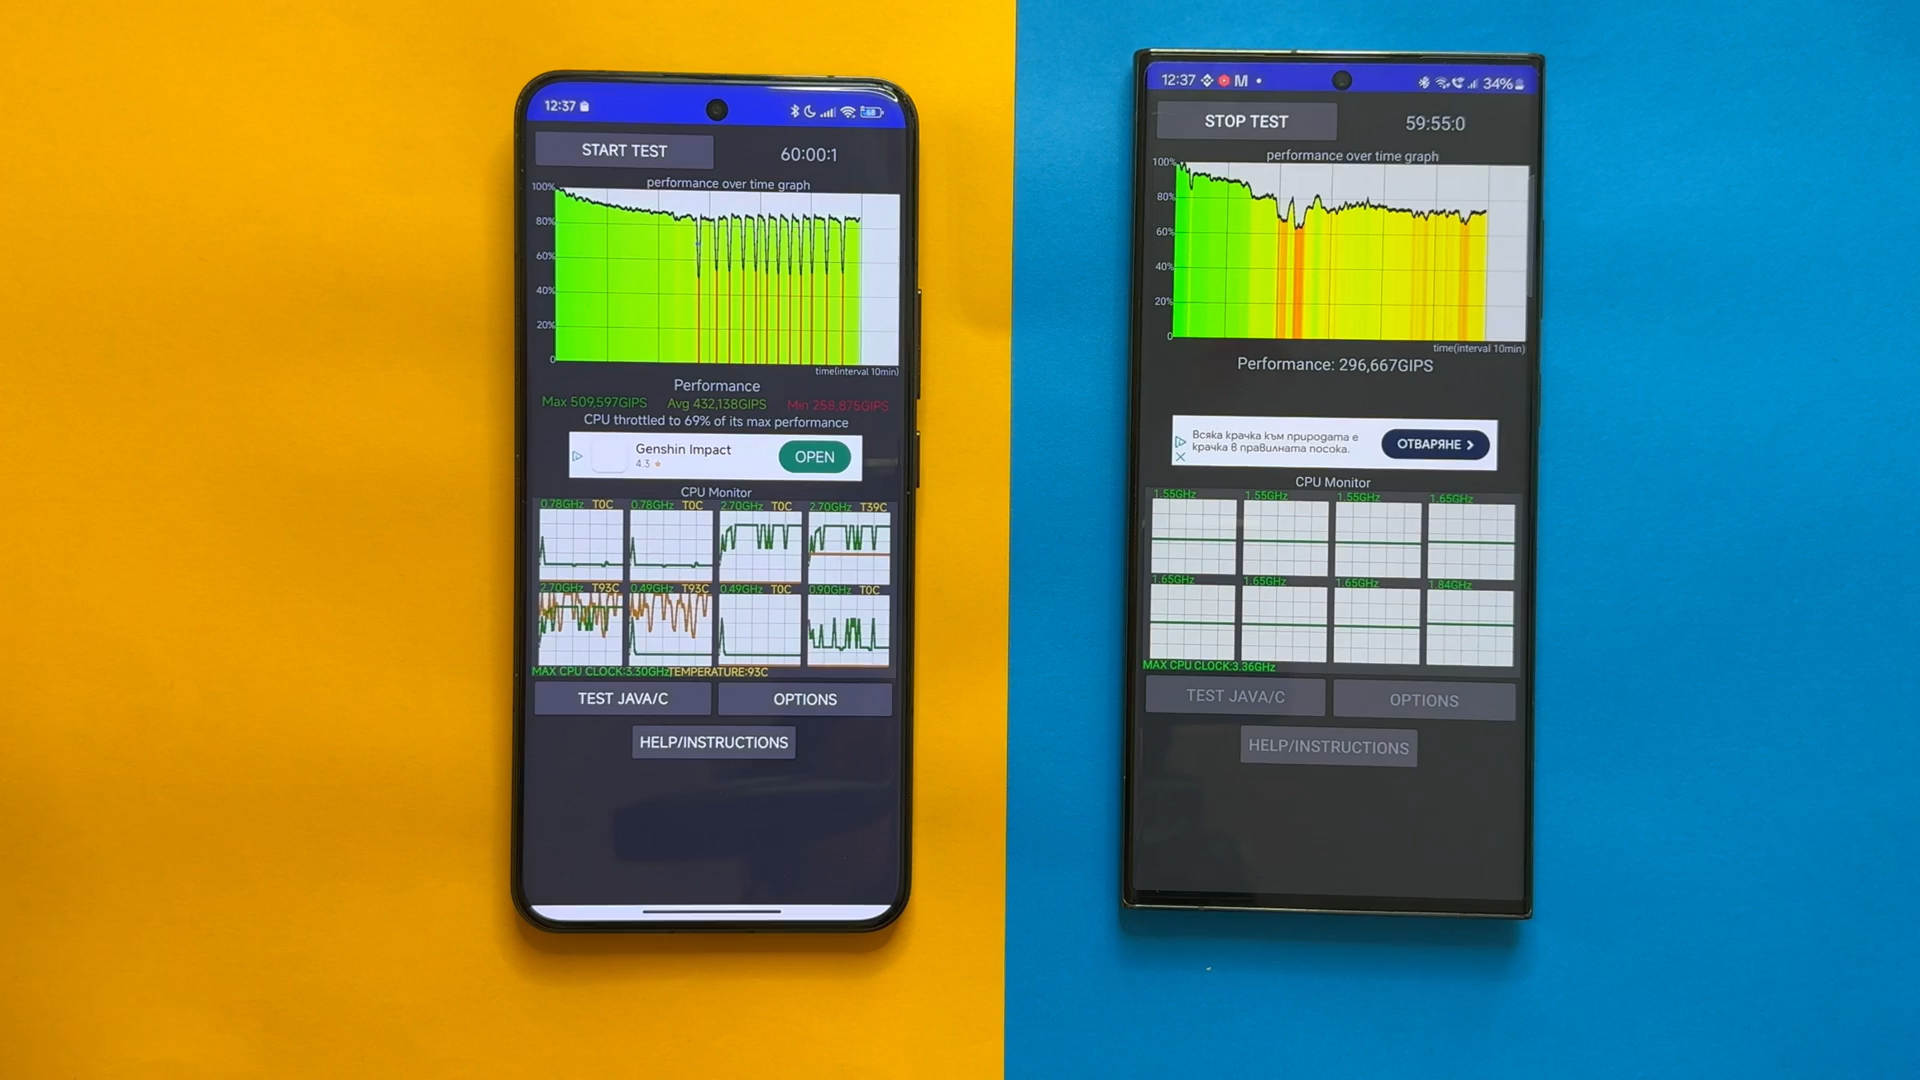 12:37
68
START TEST
60:00:1
performance over time graph
100%
80%
60%
40%
20%
0
time(interval 10min)
Performance
Max 509,597GIPS Avg 432,138GIPS Min 258,875GIPS
CPU throttled to 69% of its max performance
Genshin Impact
4.3
OPEN
CPU Monitor
0.78GHz T0C 0.78GHz T0C 2.70GHz T0C 2.70GHz T39C
2.70GHz T93C 0.49GHz T93C 0.49GHz T0C 0.90GHz T0C
MAX CPU CLOCK:3.30GHz TEMPERATURE:93C
TEST JAVA/C
OPTIONS
HELP/INSTRUCTIONS
12:37 M
34%
STOP TEST
59:55:0
performance over time graph
100%
80%
60%
40%
20%
0
time(interval 10min)
Performance: 296,667GIPS
Всяка крачка към природата е
крачка в правилната посока.
ОТВАРЯНЕ
CPU Monitor
1.55GHz 1.55GHz 1.55GHz 1.65GHz
1.65GHz 1.65GHz 1.65GHz 1.84GHz
MAX CPU CLOCK:3.36GHz
TEST JAVA/C
OPTIONS
HELP/INSTRUCTIONS